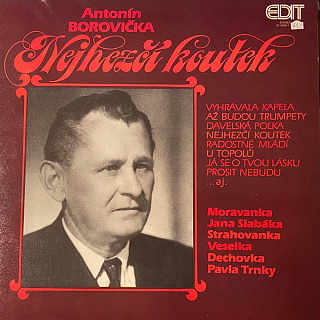 Antonín
BOROVIČKA
EDIT
Nejhezčí koutek
VYHRÁVALA KAPELA
AŽ BUDOU TRUMPETY
DAVELSKÁ POLKA
NEJHEZČÍ KOUTEK
RADOSTNÉ MLÁDÍ
U TOPOLŮ
JÁ SE O TVOU LÁSKU
PROSIT NEBUDU
...aj.
Moravanka
Jana Slabáka
Strahovanka
Veselka
Dechovka
Pavla Trnky